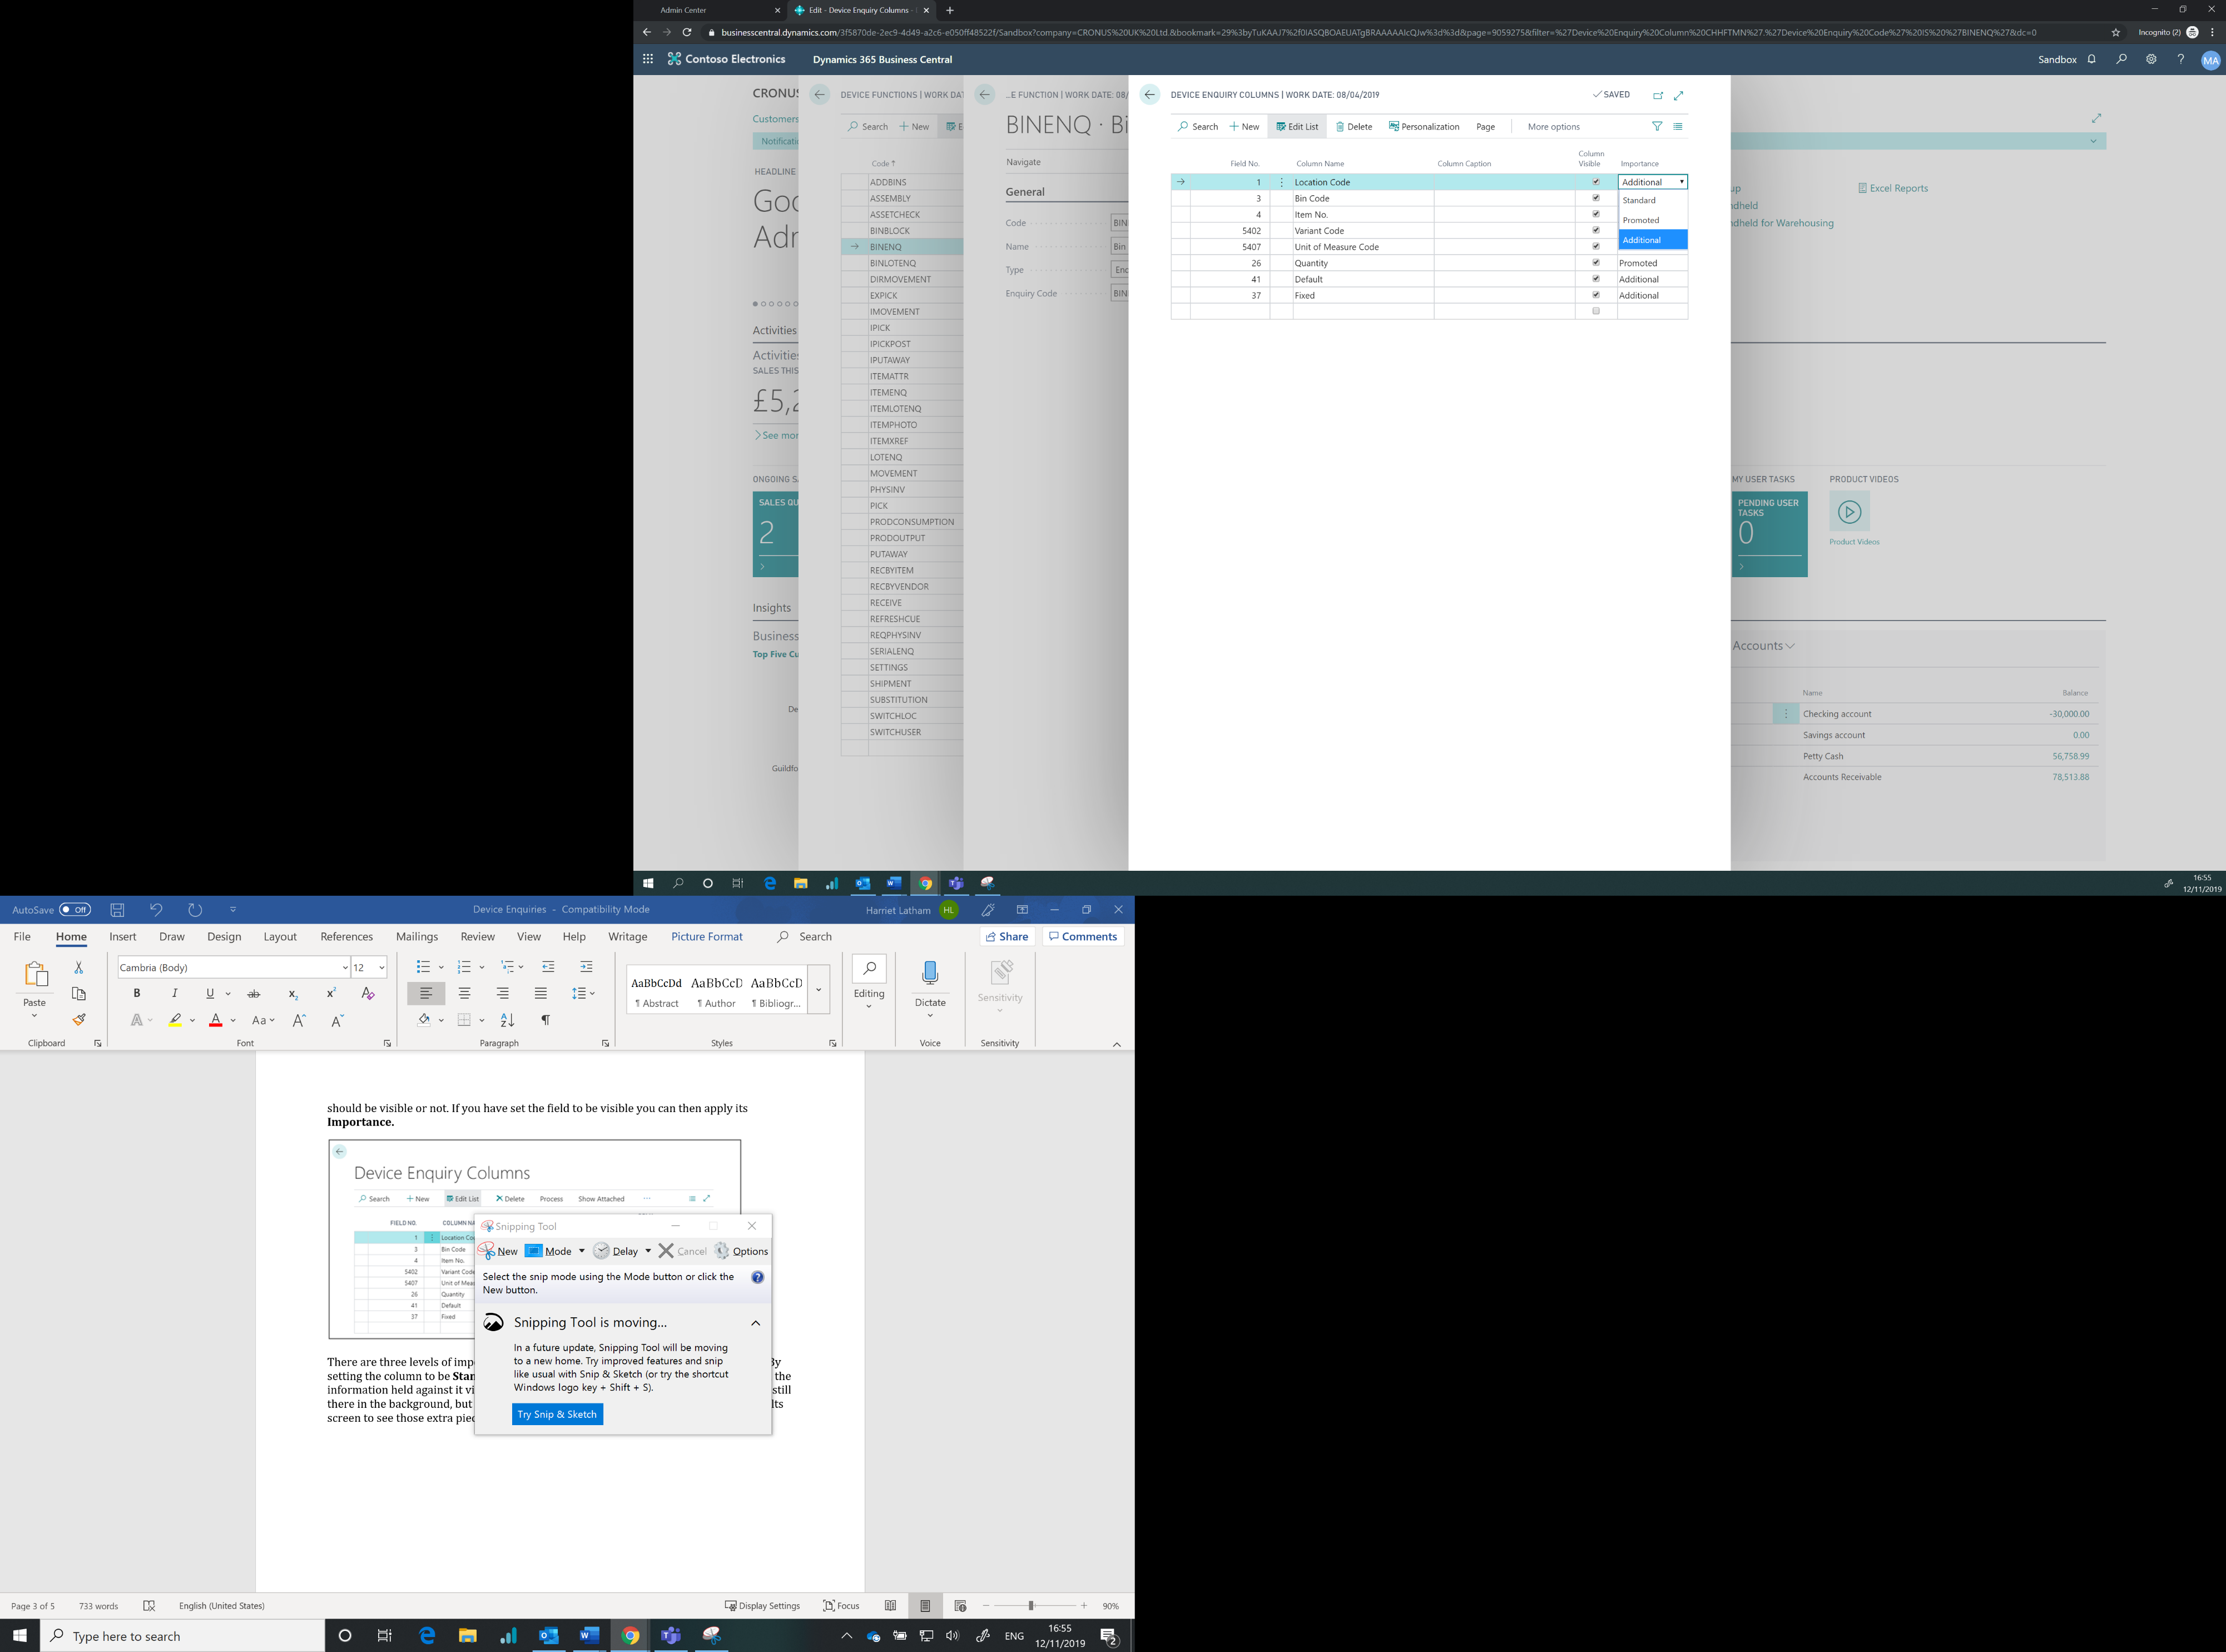 Admin Center
Edit - Device Enquiry Columns -
businesscentral.dynamics.com/3f5870de-2ec9-4d49-a2c6-e050ff48522f/Sandbox?company=CRONUS%20UK%20Ltd.&bookmark=29%3byTuKAAJ7%2f0IASQBOAEUATgBRAAAAAIcQJw%3d%3d&page=9059275&filter=%27Device%20Enquiry%20Column%20CHHFTMN%27.%27Device%20Enquiry%20Code%27%20IS%20%27BINENQ%27&dc=0
Incognito (2)
Contoso Electronics
Dynamics 365 Business Central
Sandbox
?
MA
CRONUS
Customers
Notificati
HEADLINE
Goo
Adr
Activities
Activities
SALES THIS
£5,2
See mor
ONGOING S
SALES QU
2
Insights
Business
Top Five Cu
De
Guildfo
DEVICE FUNCTIONS | WORK DAT
Search
New
E
Code ↑
ADDBINS
ASSEMBLY
ASSETCHECK
BINBLOCK
BINENQ
BINLOTENQ
DIRMOVEMENT
EXPICK
IMOVEMENT
IPICK
IPICKPOST
IPUTAWAY
ITEMATTR
ITEMENQ
ITEMLOTENQ
ITEMPHOTO
ITEMXREF
LOTENQ
MOVEMENT
PHYSINV
PICK
PRODCONSUMPTION
PRODOUTPUT
PUTAWAY
RECBYITEM
RECBYVENDOR
RECEIVE
REFRESHCUE
REQPHYSINV
SERIALENQ
SETTINGS
SHIPMENT
SUBSTITUTION
SWITCHLOC
SWITCHUSER
...E FUNCTION | WORK DATE: 08/
BINENQ · Bi
Navigate
General
Code BIN
Name Bin
Type Enq
Enquiry Code BIN
DEVICE ENQUIRY COLUMNS | WORK DATE: 08/04/2019
SAVED
Search New Edit List Delete Personalization Page More options
Field No. Column Name Column Caption Column Visible Importance
1 Location Code Additional
3 Bin Code
4 Item No.
5402 Variant Code
5407 Unit of Measure Code
Standard
Promoted
Additional
26 Quantity Promoted
41 Default Additional
37 Fixed Additional
up
ndheld
ndheld for Warehousing
Excel Reports
MY USER TASKS
PRODUCT VIDEOS
PENDING USER
TASKS
0
Product Videos
Accounts
Name Balance
Checking account -30,000.00
Savings account 0.00
Petty Cash 56,758.99
Accounts Receivable 78,513.88
16:55
12/11/2019
AutoSave Off
Device Enquiries - Compatibility Mode
Harriet Latham HL
File Home Insert Draw Design Layout References Mailings Review View Help Writage Picture Format Search
Share
Comments
Paste
Cambria (Body) 12
B I U ab x₂ x² A
A A Aa A A
AaBbCcDd AaBbCcD AaBbCcD
¶ Abstract ¶ Author ¶ Bibliogr...
Editing
Dictate
Sensitivity
Clipboard Font Paragraph Styles Voice Sensitivity
should be visible or not. If you have set the field to be visible you can then apply its
Importance.
Device Enquiry Columns
Search New Edit List Delete Process Show Attached ...
FIELD NO. COLUMN NA
1 Location Co
3 Bin Code
4 Item No.
5402 Variant Code
5407 Unit of Meas
26 Quantity
41 Default
37 Fixed
Snipping Tool
New Mode Delay Cancel Options
Select the snip mode using the Mode button or click the
New button.
Snipping Tool is moving...
In a future update, Snipping Tool will be moving
to a new home. Try improved features and snip
like usual with Snip & Sketch (or try the shortcut
Windows logo key + Shift + S).
Try Snip & Sketch
There are three levels of imp By
setting the column to be Stan the
information held against it vi still
there in the background, but lts
screen to see those extra piec
Page 3 of 5 733 words English (United States)
Display Settings Focus 90%
Type here to search
ENG
16:55
12/11/2019
2